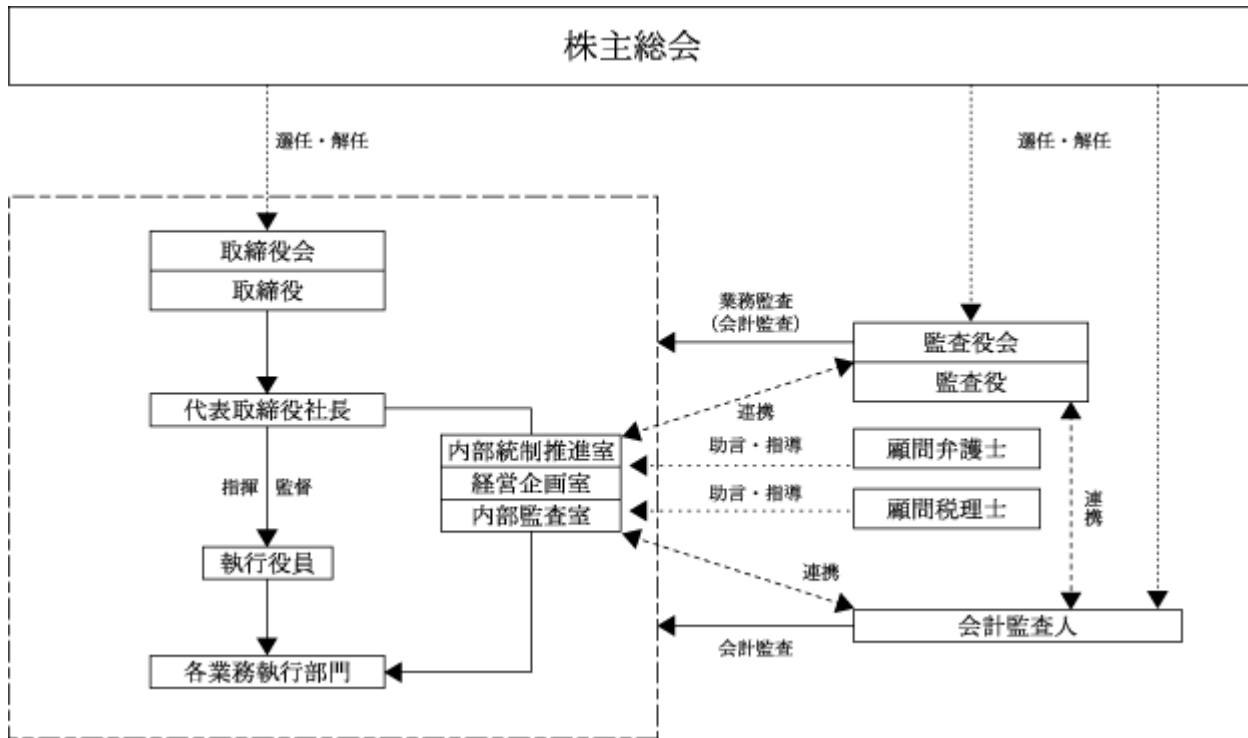 株主総会
選任・解任
選任・解任
取締役会
取締役
業務監査
(会計監査)
監査役会
監査役
代表取締役社長
連携
内部統制推進室
経営企画室
内部監査室
助言・指導
顧問弁護士
助言・指導
顧問税理士
指揮
監督
連携
執行役員
連携
会計監査人
会計監査
各業務執行部門